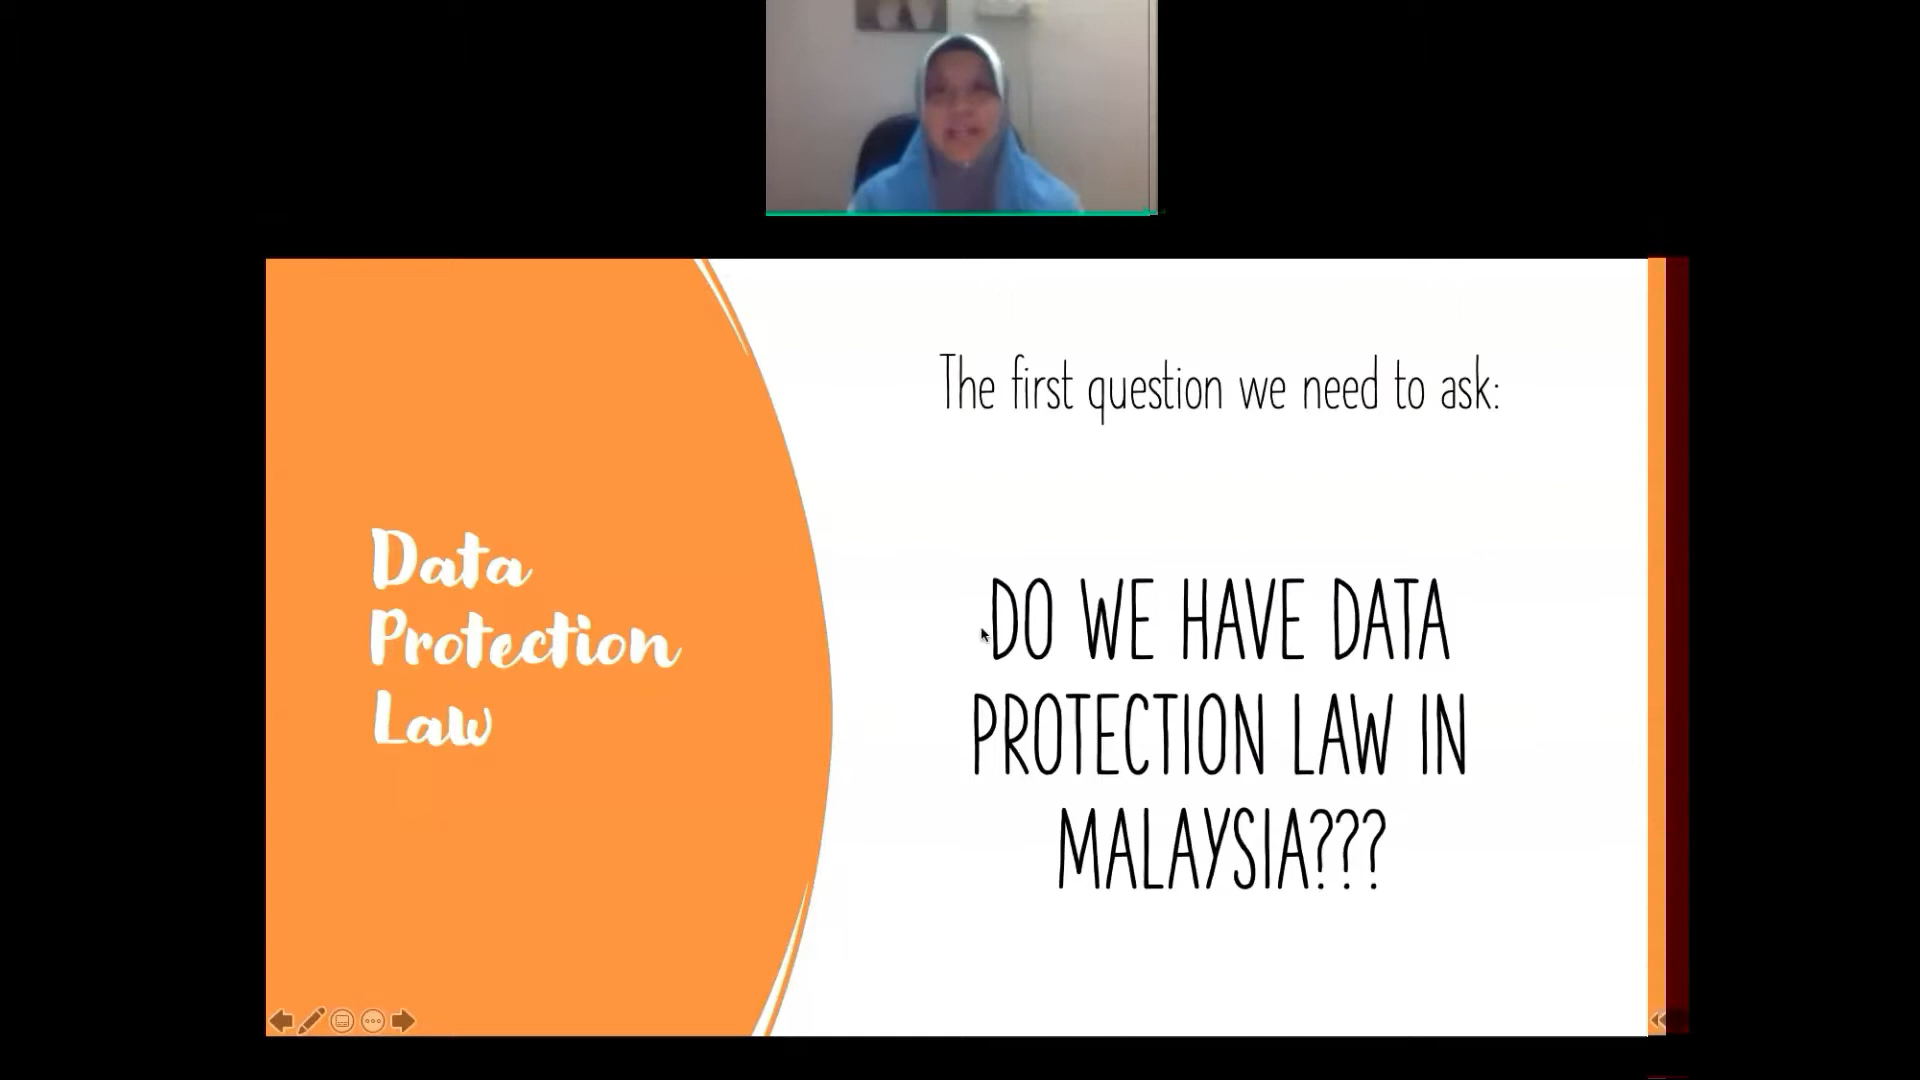 Data
Protection
Law
The first question we need to ask:
DO WE HAVE DATA
PROTECTION LAW IN
MALAYSIA???